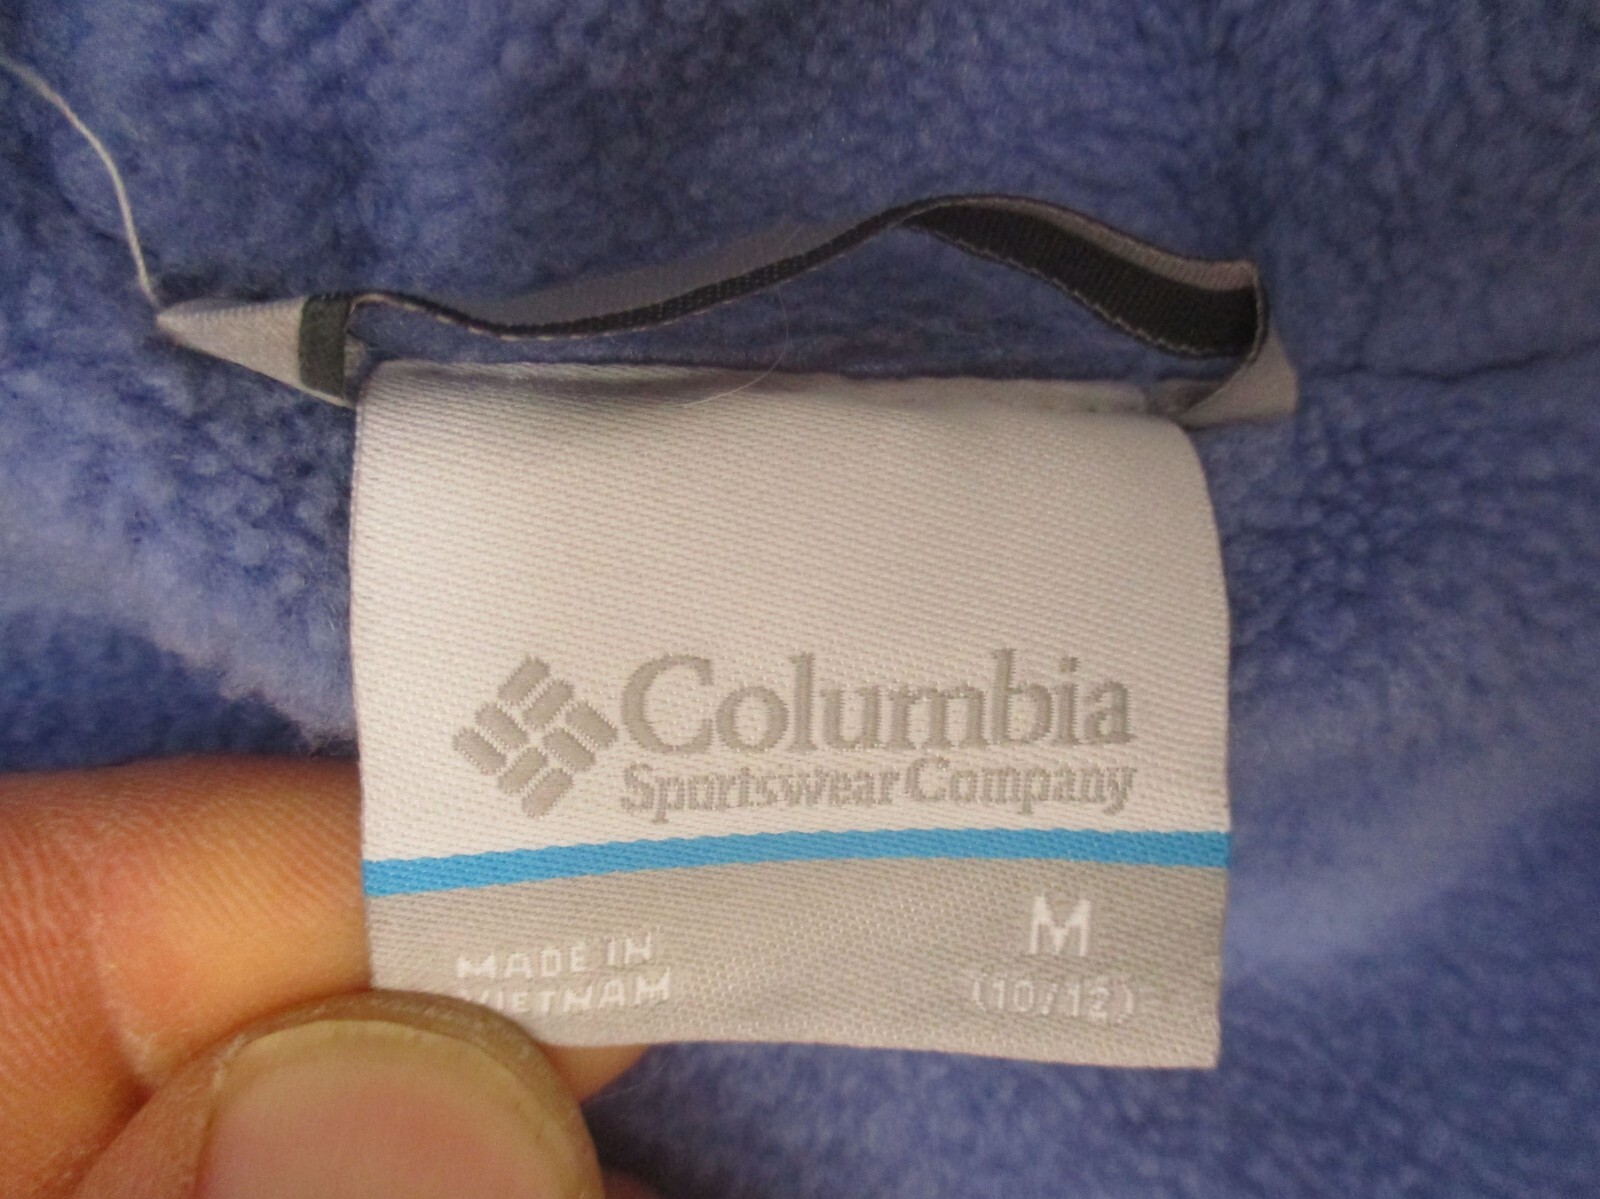 Columbia
Sportswear Company
M
MADE IN
VIETNAM
(10/12)